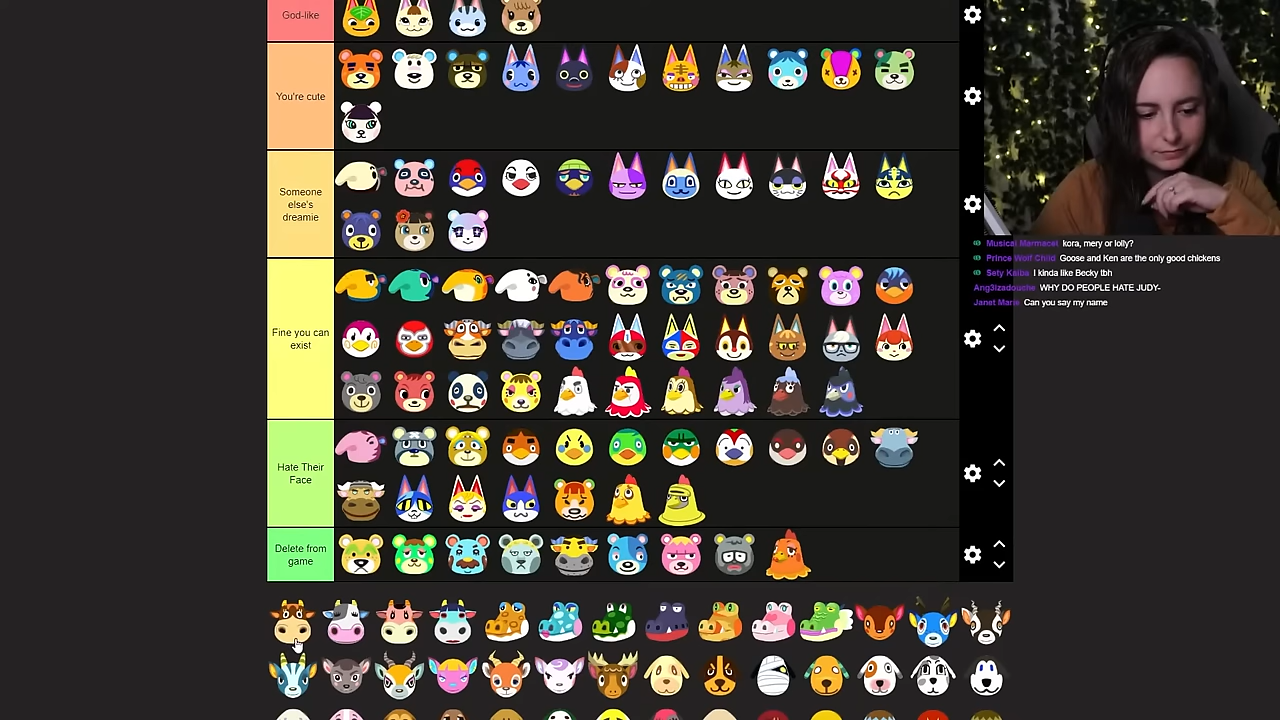 God-like
You're cute
Someone
else's
dreamie
Musical Marmacat kora, mery or lolly?
Prince Wolf Child Goose and Ken are the only good chickens
Sety Kaiba I kinda like Becky tbh
Ang3lzadouche WHY DO PEOPLE HATE JUDY-
Janet Marie Can you say my name
Fine you can
exist
Hate Their
Face
Delete from
game